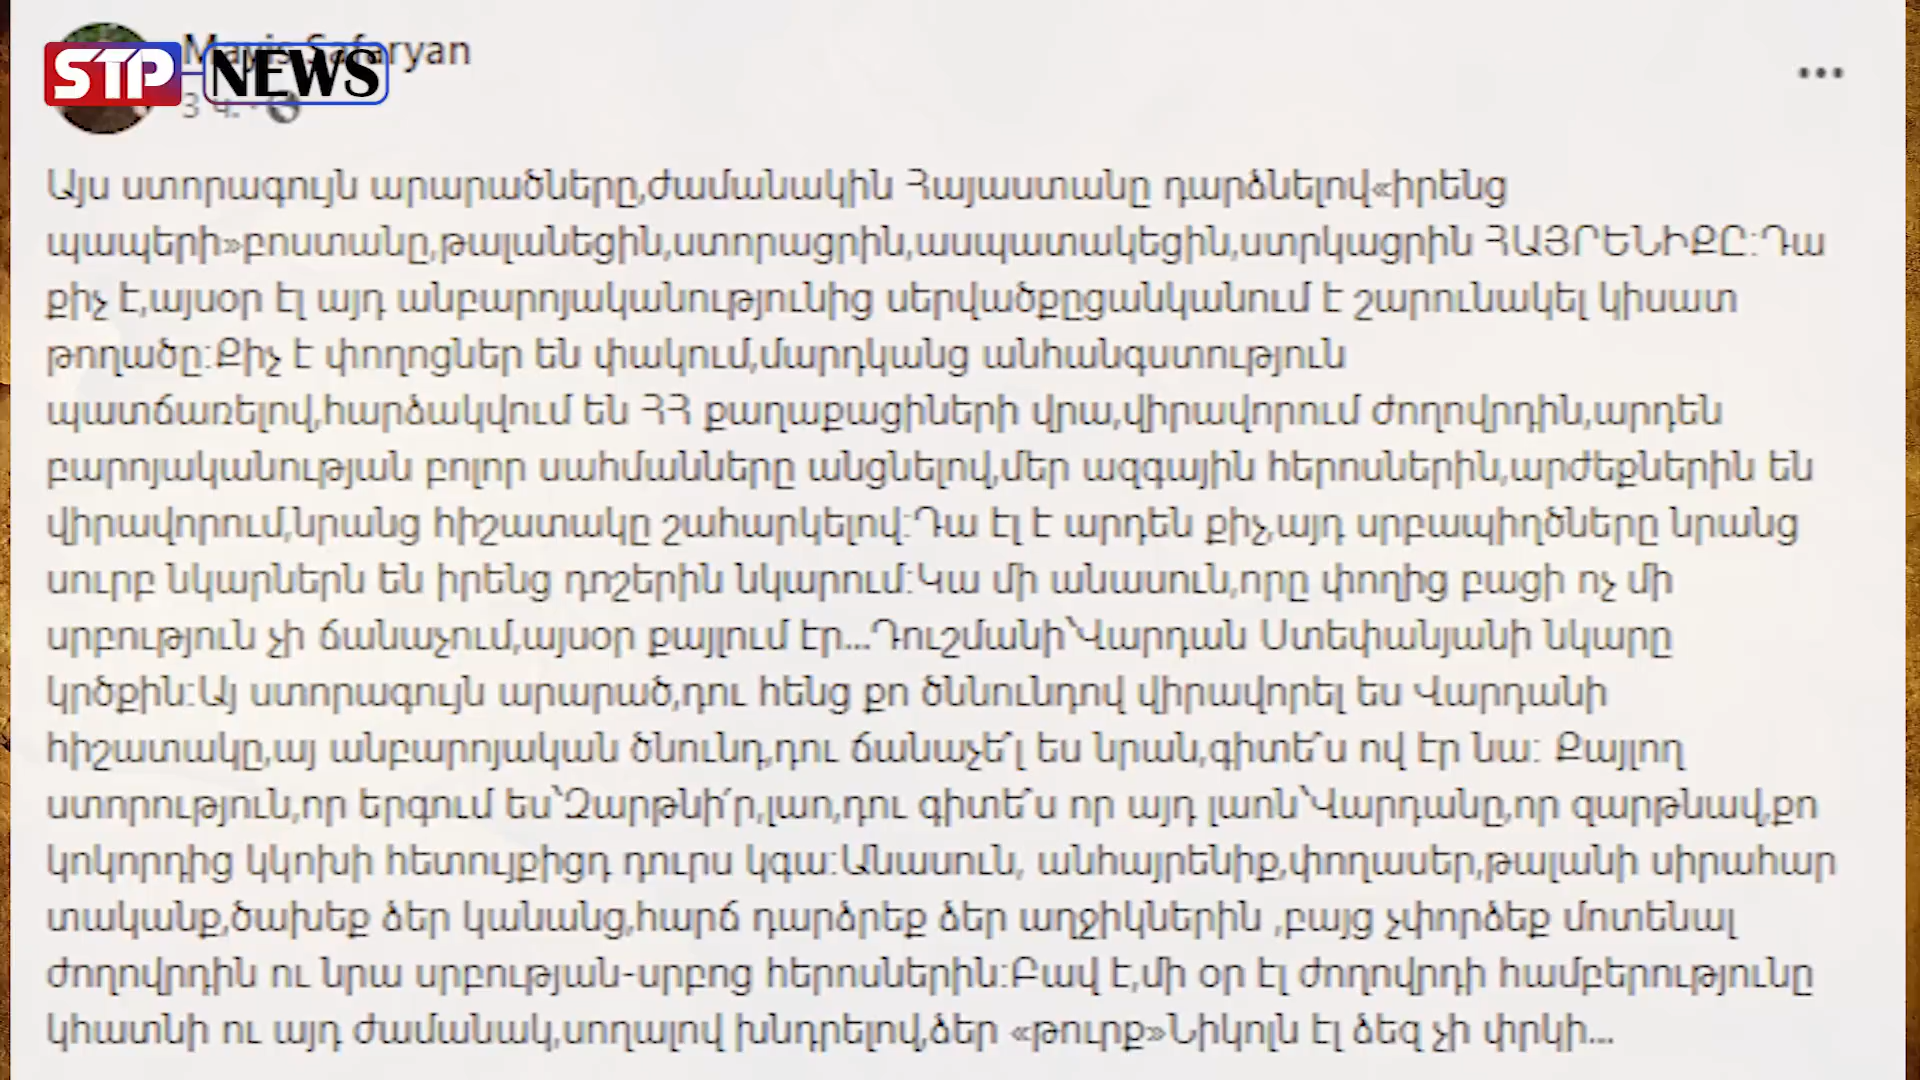 Mayis Safaryan
STP NEWS
3 ժ.
Այս ստորագույն արարածները,ժամանակին Հայաստանը դարձնելով«իրենց
պապերի»բոստանը,թալանեցին,ստորացրին,ասպատակեցին,ստրկացրին ՀԱՅՐԵՆԻՔԸ:Դա
քիչ է,այսօր էլ այդ անբարոյականությունից սերվածքըցանկանում է շարունակել կիսատ
թողածը:Քիչ է փողոցներ են փակում,մարդկանց անհանգստություն
պատճառելով,հարձակվում են ՀՀ քաղաքացիների վրա,վիրավորում ժողովրդին,արդեն
բարոյականության բոլոր սահմանները անցնելով,մեր ազգային հերոսներին,արժեքներին են
վիրավորում,նրանց հիշատակը շահարկելով:Դա էլ է արդեն քիչ,այդ սրբապիղծները նրանց
սուրբ նկարներն են իրենց դոշերին նկարում:Կա մի անասուն,որը փողից բացի ոչ մի
սրբություն չի ճանաչում,այսօր քայլում էր...Դուշմանի՝Վարդան Ստեփանյանի նկարը
կրծքին:Այ ստորագույն արարած,դու հենց քո ծննունդով վիրավորել ես Վարդանի
հիշատակը,այ անբարոյական ծնունդ,դու ճանաչե՞լ ես նրան,գիտե՞ս ով էր նա: Քայլող
ստորություն,որ երգում ես՝Զարթնի՛ր,լաո,դու գիտե՞ս որ այդ լաոն՝Վարդանը,որ զարթնավ,քո
կոկորդից կկոխի հետույքիցդ դուրս կգա:Անասուն, անհայրենիք,փողասեր,թալանի սիրահար
տականք,ծախեք ձեր կանանց,հարճ դարձրեք ձեր աղջիկներին ,բայց չփորձեք մոտենալ
ժողովրդին ու նրա սրբության-սրբոց հերոսներին:Բավ է,մի օր էլ ժողովրդի համբերությունը
կհատնի ու այդ ժամանակ,սողալով խնդրելով,ձեր «թուրք»Նիկոլն էլ ձեզ չի փրկի...